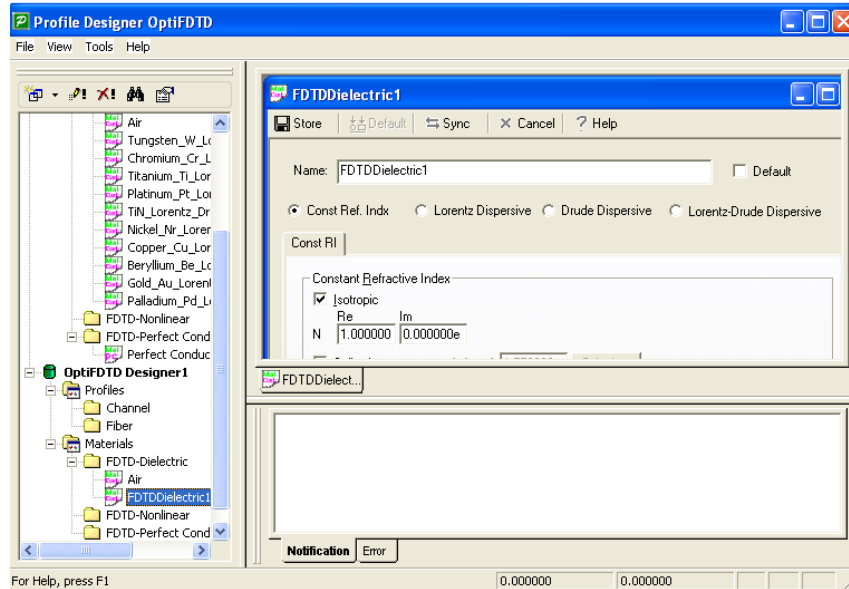 Profile Designer OptiFDTD
File View Tools Help
Air
Tungsten_W_Lo
Chromium_Cr_L
Titanium_Ti_Lor
Platinum_Pt_Lor
TiN_Lorentz_Dr
Nickel_Nr_Lorer
Copper_Cu_Lor
Beryllium_Be_Lo
Gold_Au_Lorent
Palladium_Pd_L
FDTD-Nonlinear
FDTD-Perfect Cond
Perfect Conduc
OptiFDTD Designer1
Profiles
Channel
Fiber
Materials
FDTD-Dielectric
Air
FDTDDielectric1
FDTD-Nonlinear
FDTD-Perfect Cond
FDTDDielectric1
Store Default Sync Cancel ? Help
Name: FDTDDielectric1 Default
Const Ref. Indx Lorentz Dispersive Drude Dispersive Lorentz-Drude Dispersive
Const RI
Constant Refractive Index
Isotropic
Re Im
N 1.000000 0.000000e
FDTDDielect...
Notification Error
For Help, press F1 0.000000 0.000000